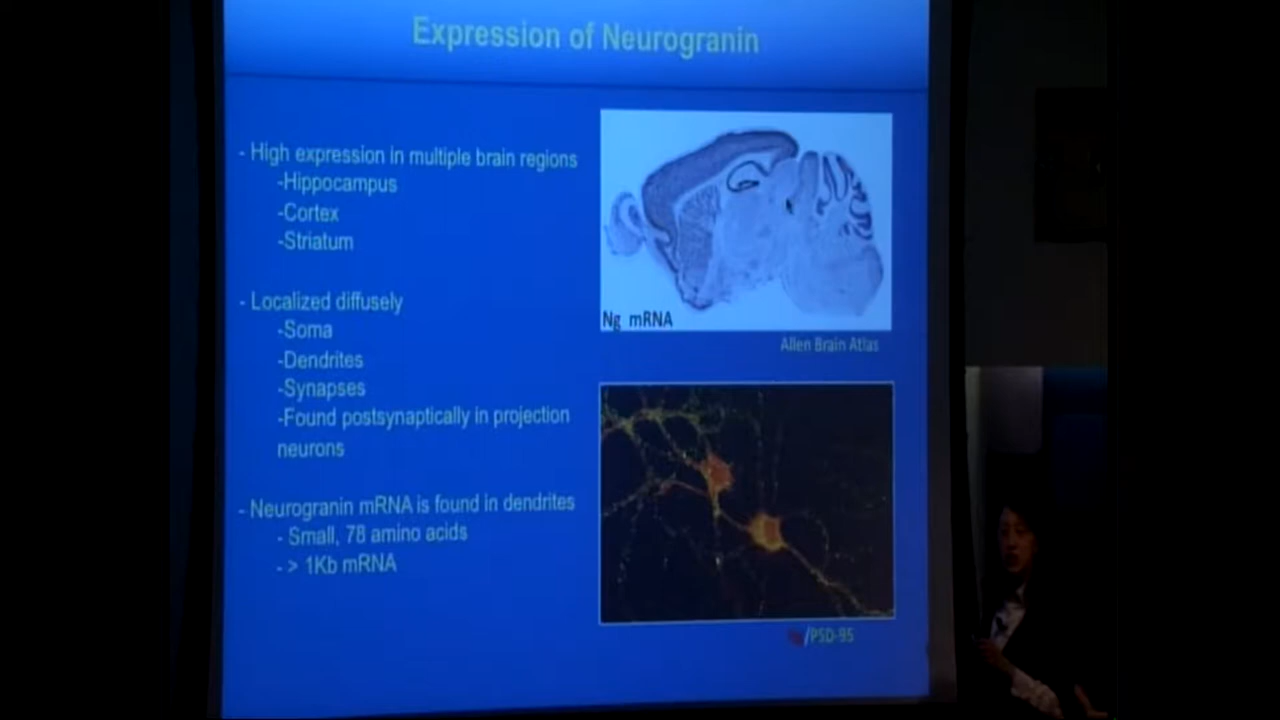 Expression of Neurogranin
- High expression in multiple brain regions
-Hippocampus
-Cortex
-Striatum
- Localized diffusely
-Soma
-Dendrites
-Synapses
-Found postsynaptically in projection
neurons
- Neurogranin mRNA is found in dendrites
- Small, 78 amino acids
- > 1Kb mRNA
Ng mRNA
Allen Brain Atlas
/PSD-95